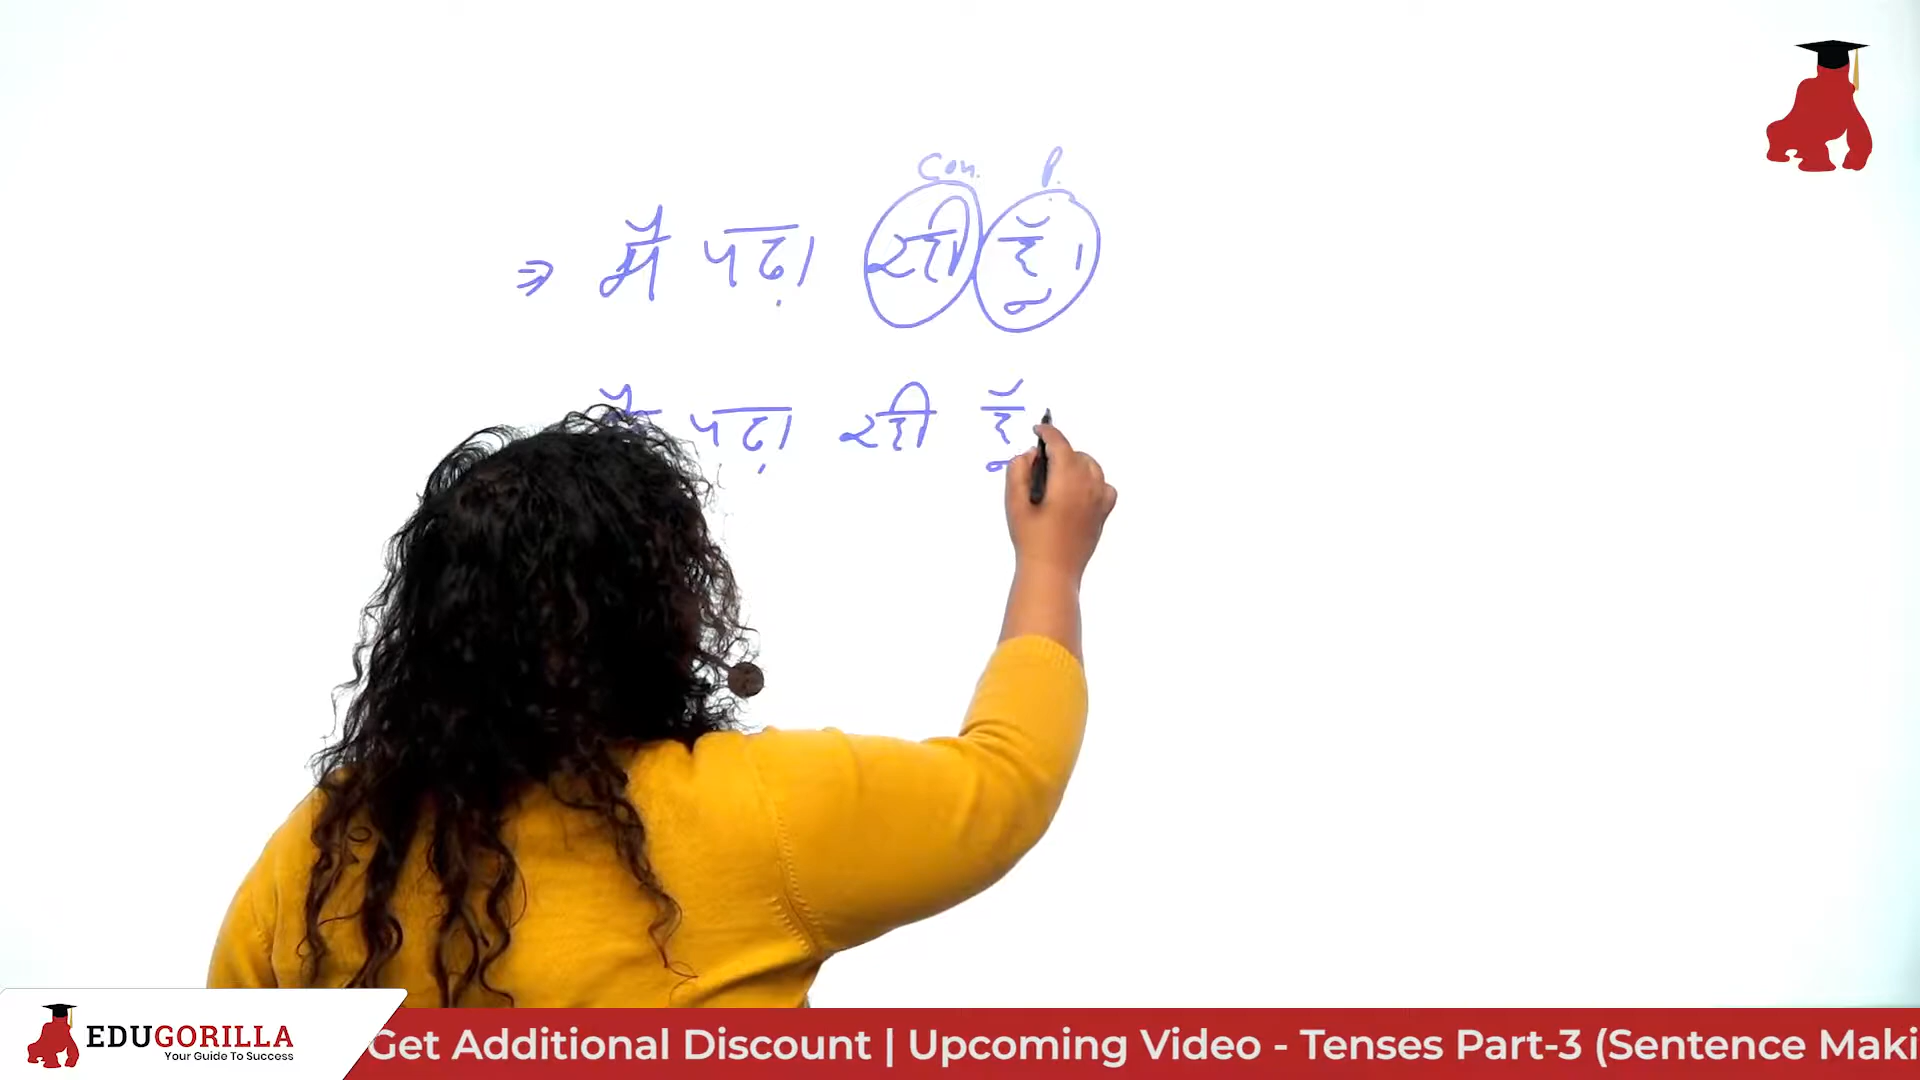 Con. P.
⇒ मैं पढ़ा रही हूँ।
पढ़ा रही हूँ
EDUGORILLA
Your Guide To Success
Get Additional Discount | Upcoming Video - Tenses Part-3 (Sentence Maki